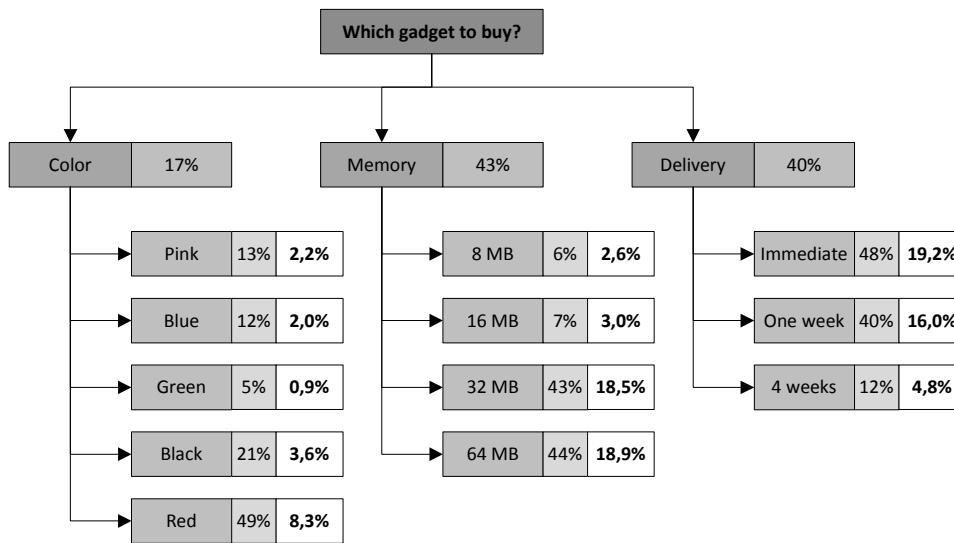 Which gadget to buy?
Color 17%
Memory 43%
Delivery 40%
Pink 13% 2,2%
8 MB 6% 2,6%
Immediate 48% 19,2%
Blue 12% 2,0%
16 MB 7% 3,0%
One week 40% 16,0%
Green 5% 0,9%
32 MB 43% 18,5%
4 weeks 12% 4,8%
Black 21% 3,6%
64 MB 44% 18,9%
Red 49% 8,3%